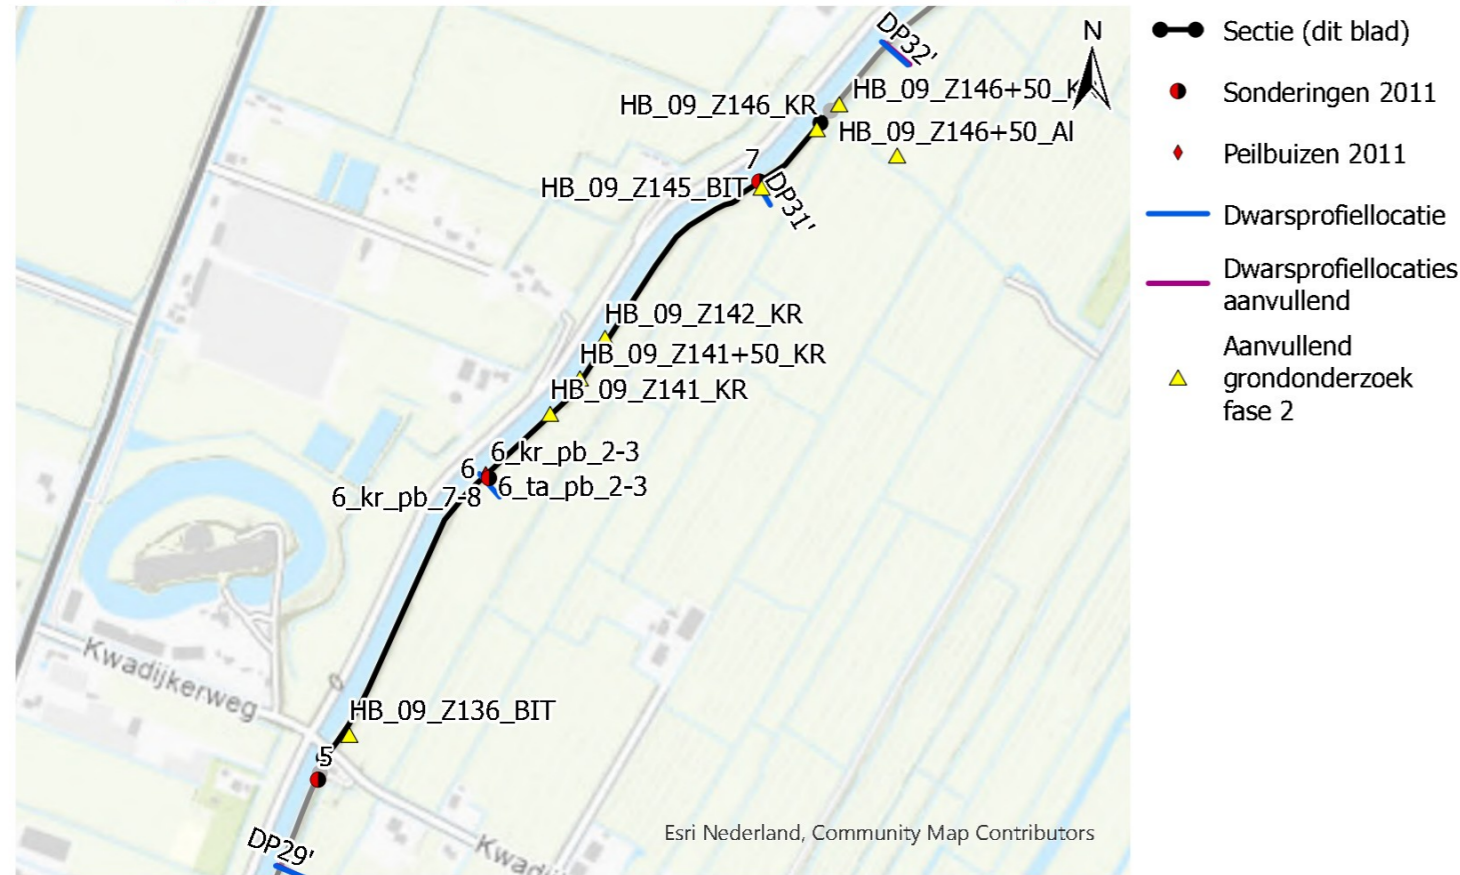 DP32'
N
HB_09_Z146+50_K
HB_09_Z146_KR
HB_09_Z146+50_Al
7
HB_09_Z145_BIT
DP31'
HB_09_Z142_KR
HB_09_Z141+50_KR
HB_09_Z141_KR
6_kr_pb_2-3
6
6_kr_pb_7-8
6_ta_pb_2-3
Kwadijkerweg
HB_09_Z136_BIT
5
DP29'
Kwad
Esri Nederland, Community Map Contributors
Sectie (dit blad)
Sonderingen 2011
Peilbuizen 2011
Dwarsprofiellocatie
Dwarsprofiellocaties
aanvullend
Aanvullend
grondonderzoek
fase 2